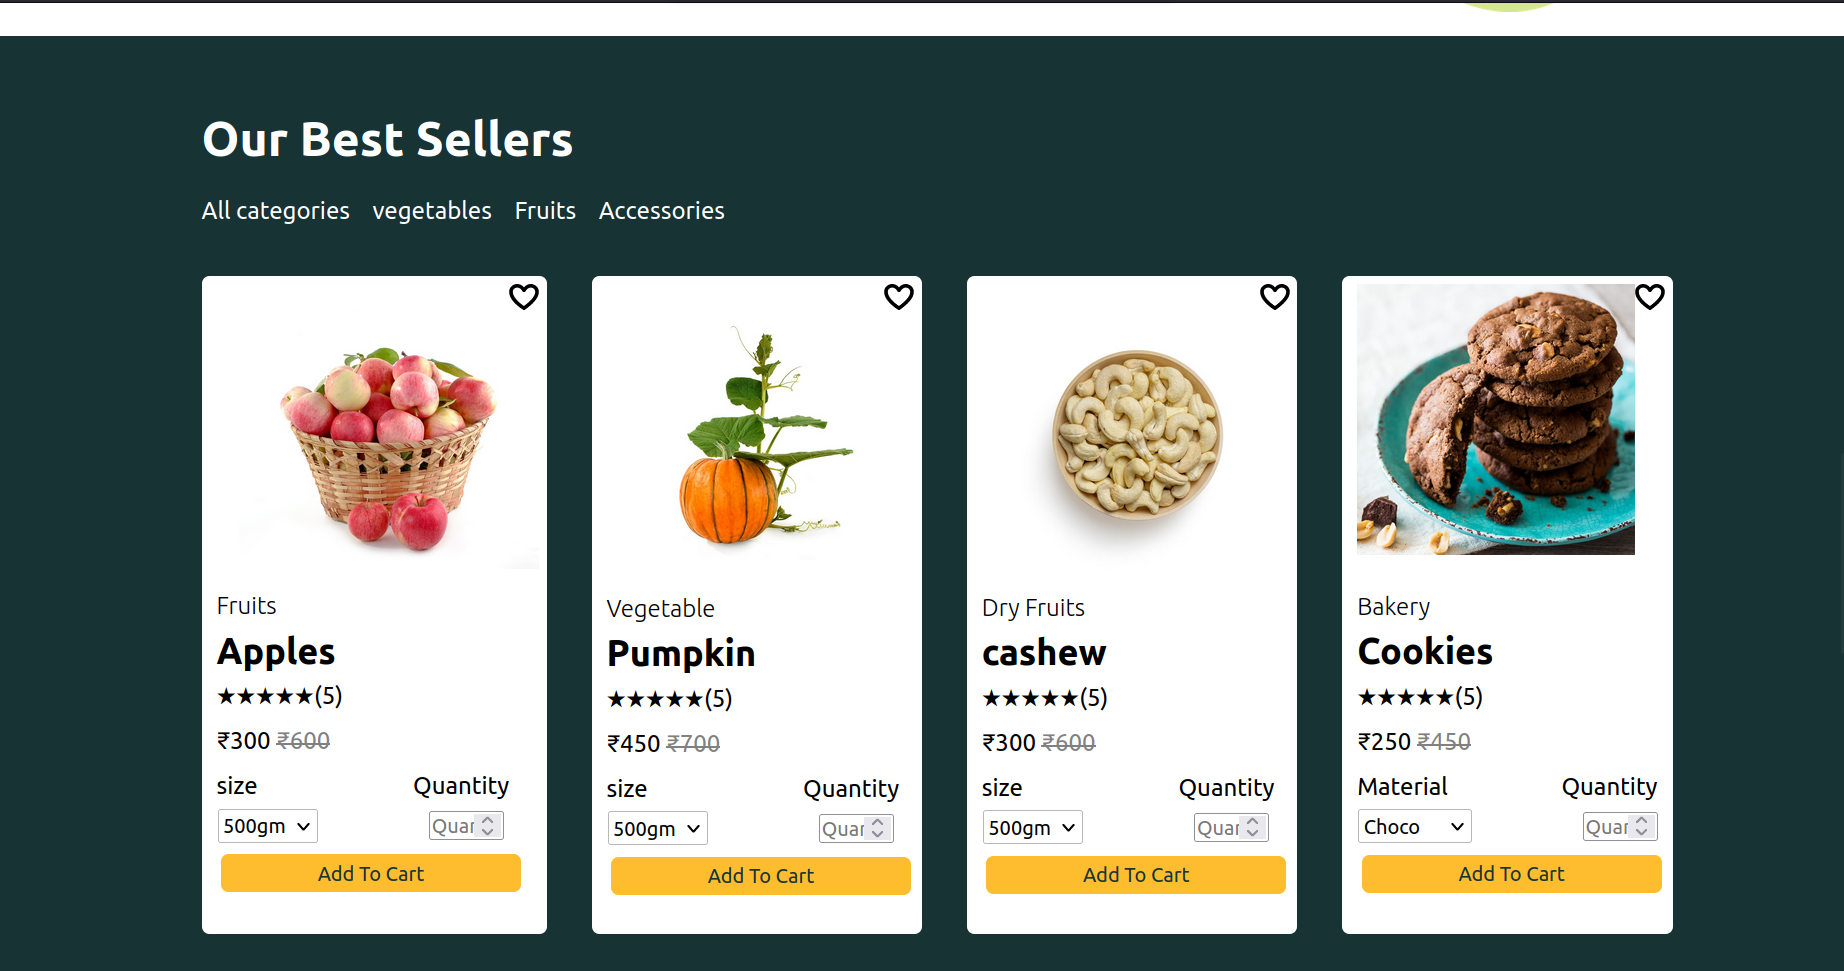 Our Best Sellers
All categories vegetables Fruits Accessories
Fruits
Apples
★★★★★(5)
₹300 ₹600
size Quantity
500gm Quar
Add To Cart
Vegetable
Pumpkin
★★★★★(5)
₹450 ₹700
size Quantity
500gm Quar
Add To Cart
Dry Fruits
cashew
★★★★★(5)
₹300 ₹600
size Quantity
500gm Quar
Add To Cart
Bakery
Cookies
★★★★★(5)
₹250 ₹450
Material Quantity
Choco Quar
Add To Cart